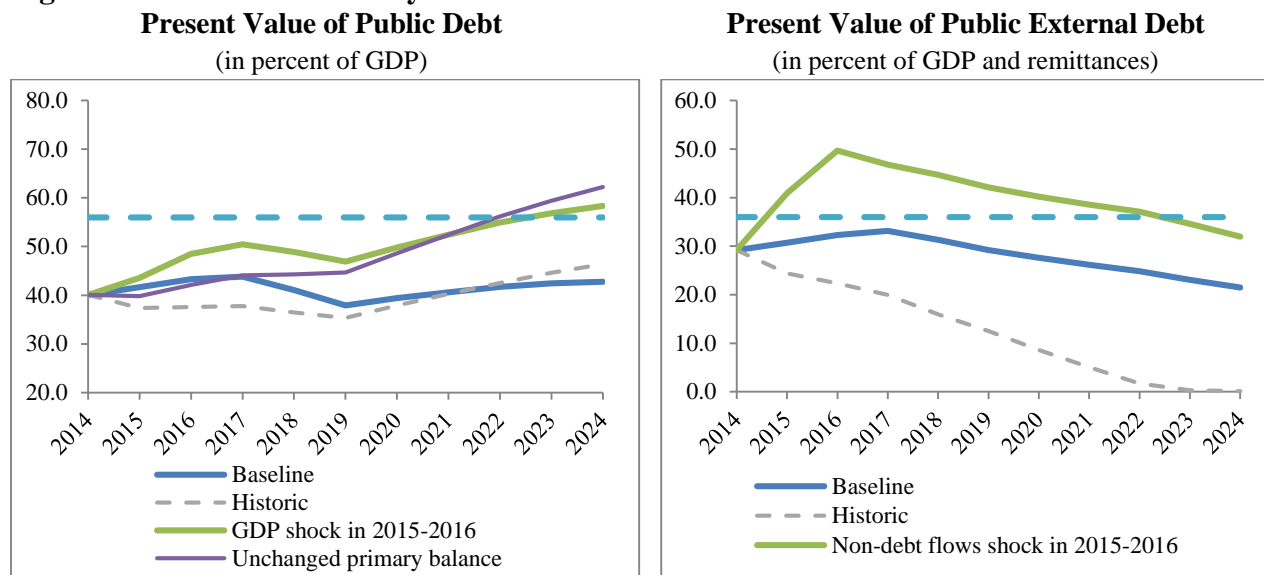 Present Value of Public Debt
(in percent of GDP)
80.0
70.0
60.0
50.0
40.0
30.0
20.0
2014 2015 2016 2017 2018 2019 2020 2021 2022 2023 2024
Baseline
Historic
GDP shock in 2015-2016
Unchanged primary balance
Present Value of Public External Debt
(in percent of GDP and remittances)
60.0
50.0
40.0
30.0
20.0
10.0
0.0
2014 2015 2016 2017 2018 2019 2020 2021 2022 2023 2024
Baseline
Historic
Non-debt flows shock in 2015-2016